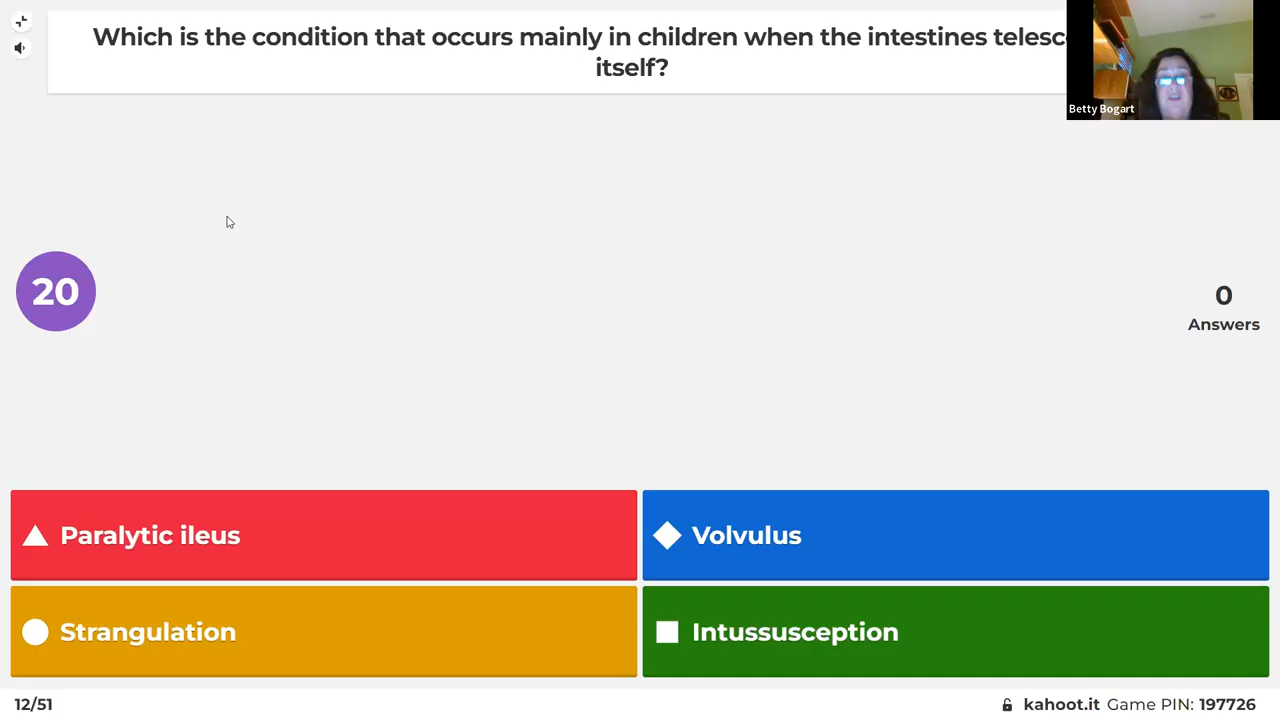 Which is the condition that occurs mainly in children when the intestines
itself?
Betty Bogart
20
0
Answers
Paralytic ileus
Volvulus
Strangulation
Intussusception
12/51
kahoot.it Game PIN: 197726